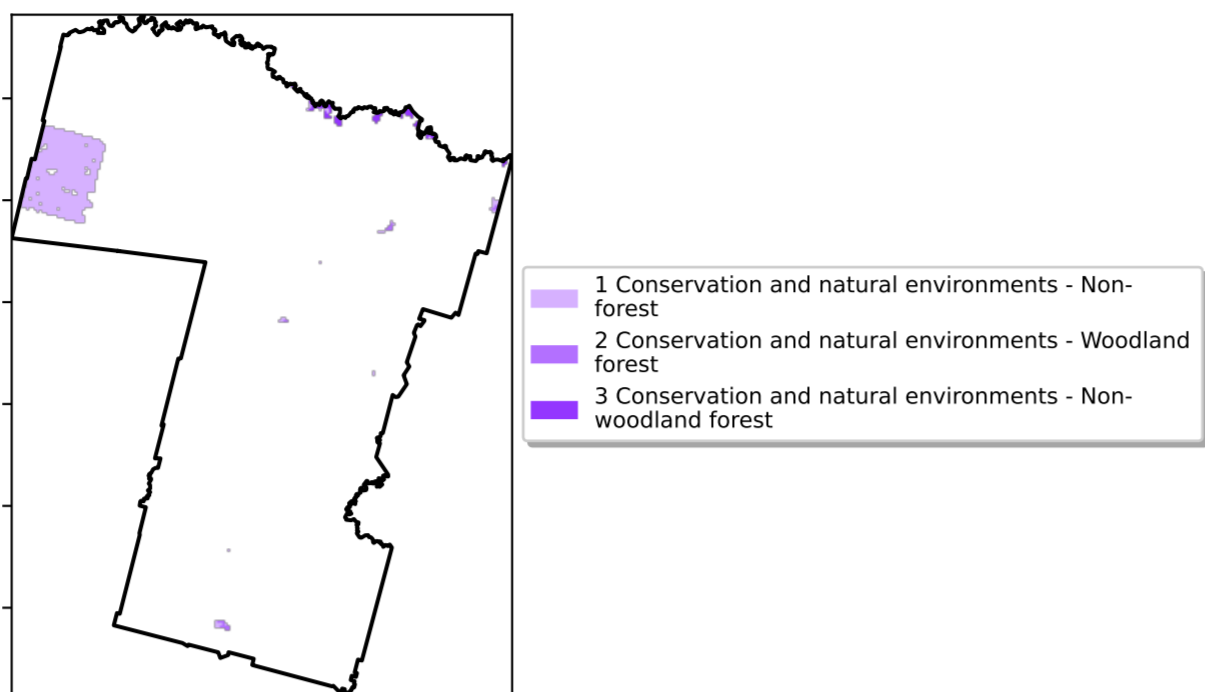 1 Conservation and natural environments - Non-
forest
2 Conservation and natural environments - Woodland
forest
3 Conservation and natural environments - Non-
woodland forest